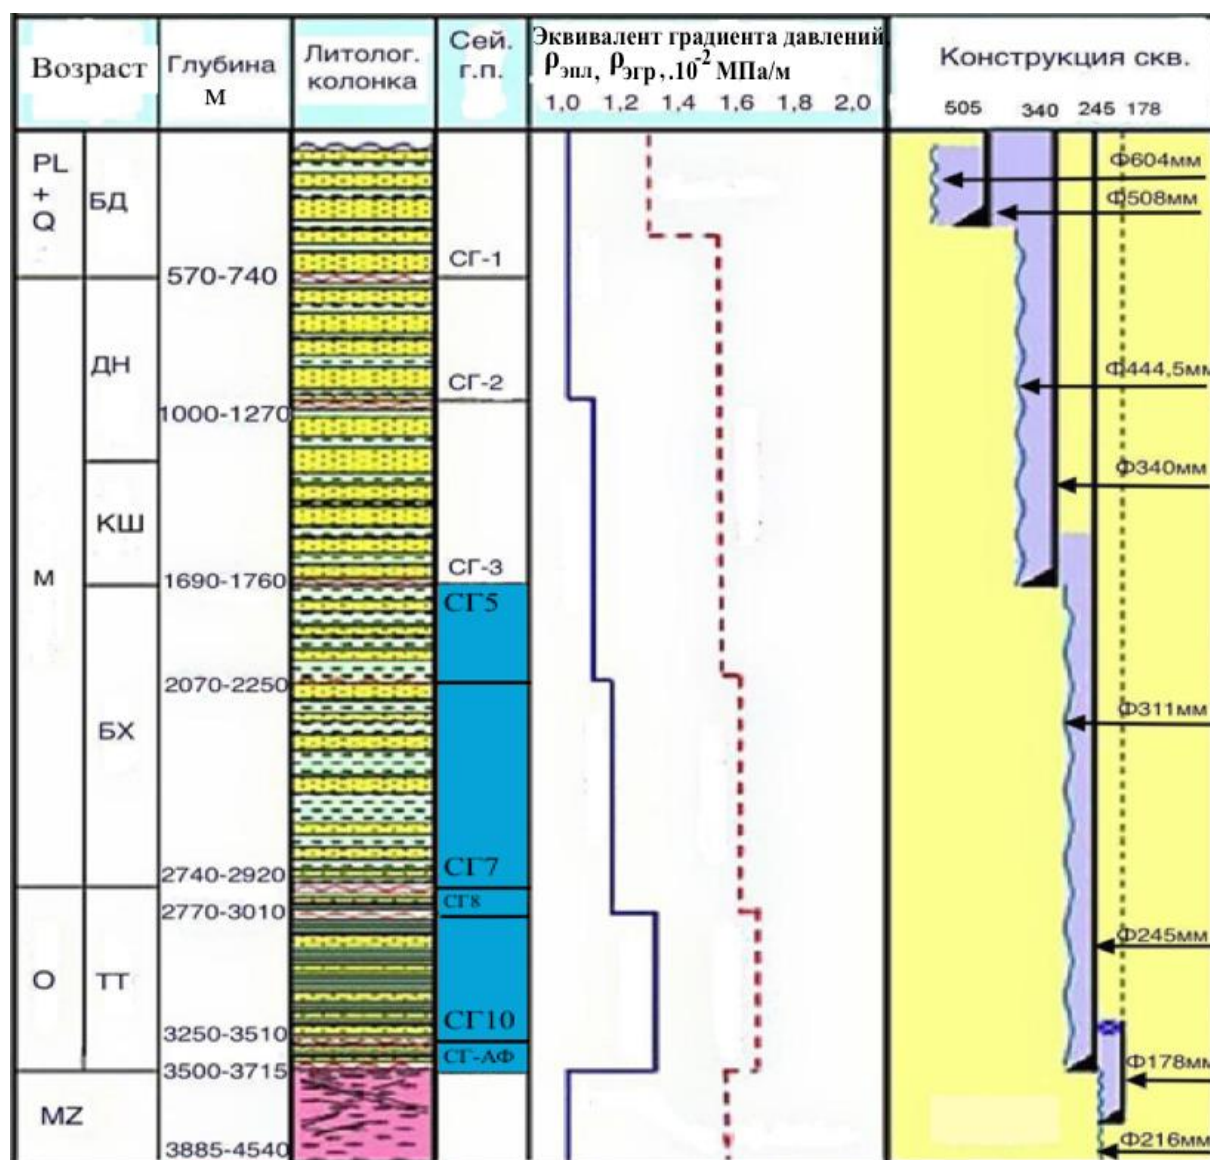 Возраст
Глубина
м
Литолог.
колонка
Сей.
г.п.
Эквивалент градиента давлений
ρэпл, ρэгр,.10-2 МПа/м
1,0 1,2 1,4 1,6 1,8 2,0
Конструкция скв.
505 340 245 178
PL
+
Q
БД
СГ-1
570-740
ДН
СГ-2
1000-1270
КШ
СГ-3
1690-1760
М
БХ
СГ5
2070-2250
СГ7
2740-2920
СГ8
2770-3010
О
ТТ
СГ10
3250-3510
СГ-АФ
3500-3715
MZ
3885-4540
Ф604мм
Ф508мм
Ф444,5мм
Ф340мм
Ф311мм
Ф245мм
Ф178мм
Ф216мм